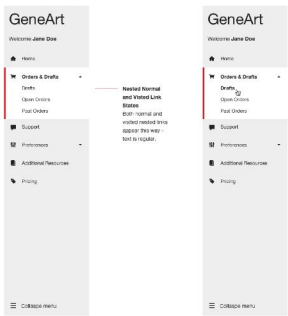 GeneArt
Welcome Jane Doe
Home
Orders & Drafts
Drafts
Open Orders
Past Orders
Support
Preferences
Additional Resources
Pricing
Collapse menu
Nested Normal
and Visted Link
States
Both normal and
visited nested links
appear this way -
text is regular.
GeneArt
Welcome Jane Doe
Home
Orders & Drafts
Drafts
Open Orders
Past Orders
Support
Preferences
Additional Resources
Pricing
Collapse menu